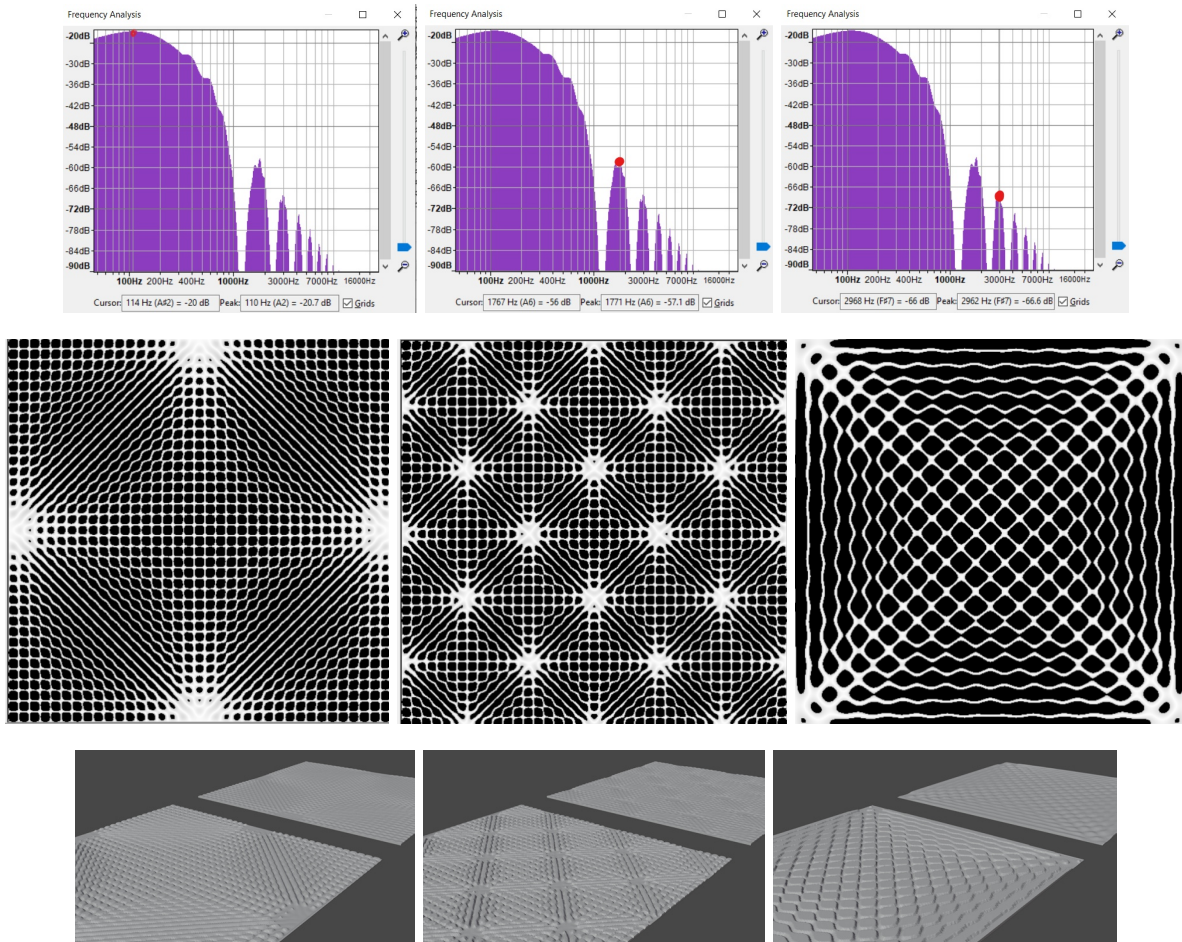 Frequency Analysis
-20dB
-30dB
-36dB
-42dB
-48dB
-54dB
-60dB
-66dB
-72dB
-78dB
-84dB
-90dB
100Hz 200Hz 400Hz 1000Hz 3000Hz 7000Hz 16000Hz
Cursor: 114 Hz (A#2) = -20 dB Peak: 110 Hz (A2) = -20.7 dB Grids
Frequency Analysis
-20dB
-30dB
-36dB
-42dB
-48dB
-54dB
-60dB
-66dB
-72dB
-78dB
-84dB
-90dB
100Hz 200Hz 400Hz 1000Hz 3000Hz 7000Hz 16000Hz
Cursor: 1767 Hz (A6) = -56 dB Peak: 1771 Hz (A6) = -57.1 dB Grids
Frequency Analysis
-20dB
-30dB
-36dB
-42dB
-48dB
-54dB
-60dB
-66dB
-72dB
-78dB
-84dB
-90dB
100Hz 200Hz 400Hz 1000Hz 3000Hz 7000Hz 16000Hz
Cursor: 2968 Hz (F#7) = -66 dB Peak: 2962 Hz (F#7) = -66.6 dB Grids